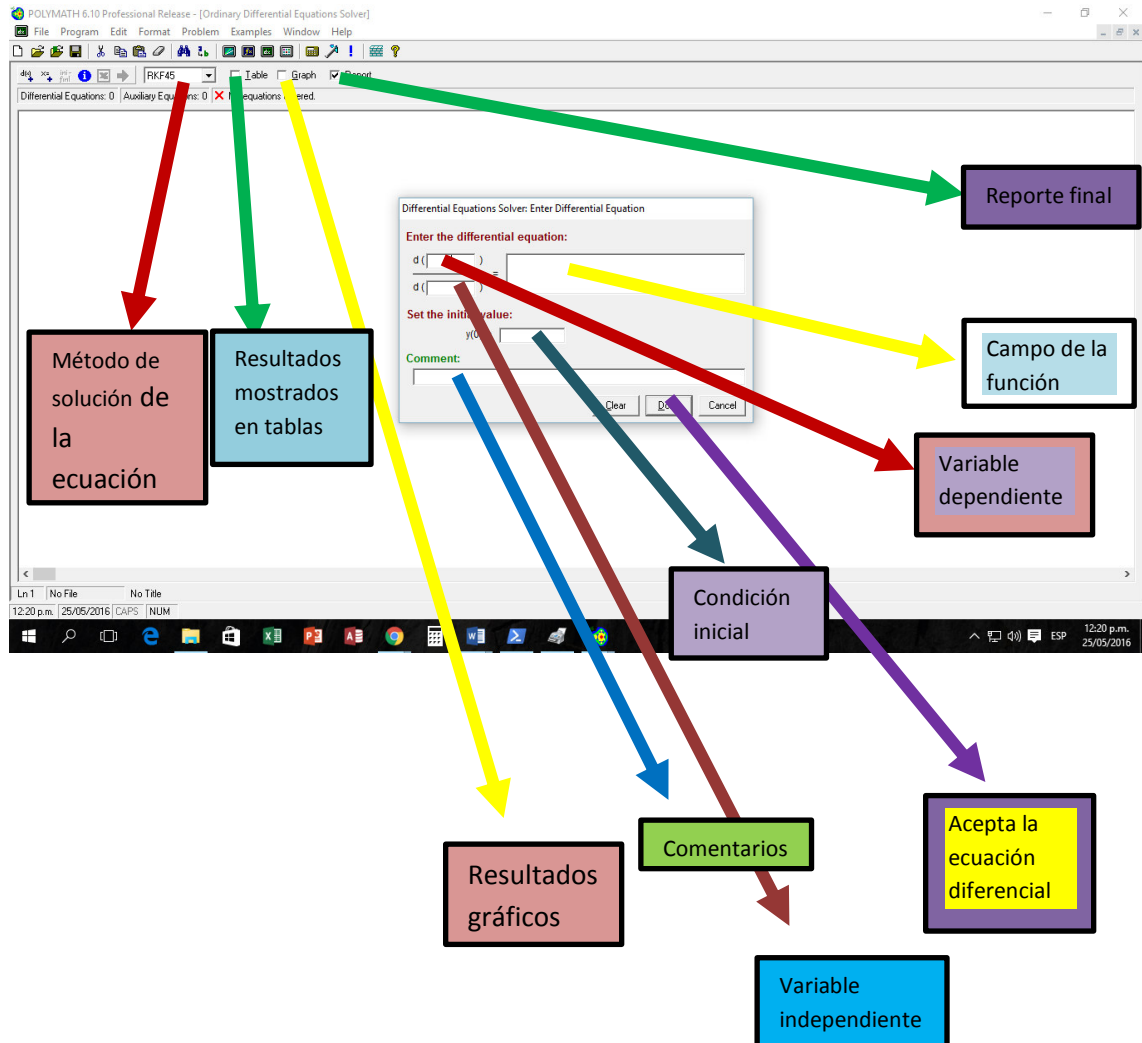 POLYMATH 6.10 Professional Release - [Ordinary Differential Equations Solver]
File Program Edit Format Problem Examples Window Help
RKF45 Table Graph
Differential Equations: 0 Auxiliary Equations: 0
Differential Equations Solver: Enter Differential Equation
Enter the differential equation:
d ( )
=
d ( )
Set the initial value:
y(0
Comment:
Clear Cancel
Reporte final
Método de
solución de
la
ecuación
Resultados
mostrados
en tablas
Campo de la
función
Variable
dependiente
Ln 1 No File No Title
12:20 p.m. 25/05/2016 CAPS NUM
ESP 12:20 p.m.
25/05/2016
Condición
inicial
Acepta la
ecuación
diferencial
Comentarios
Resultados
gráficos
Variable
independiente